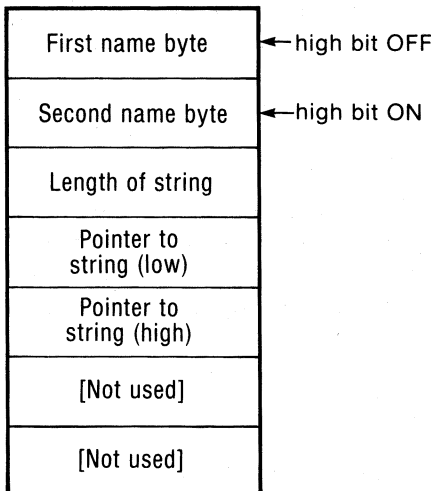 First name byte
high bit OFF
Second name byte
high bit ON
Length of string
Pointer to
string (low)
Pointer to
string (high)
[Not used]
[Not used]